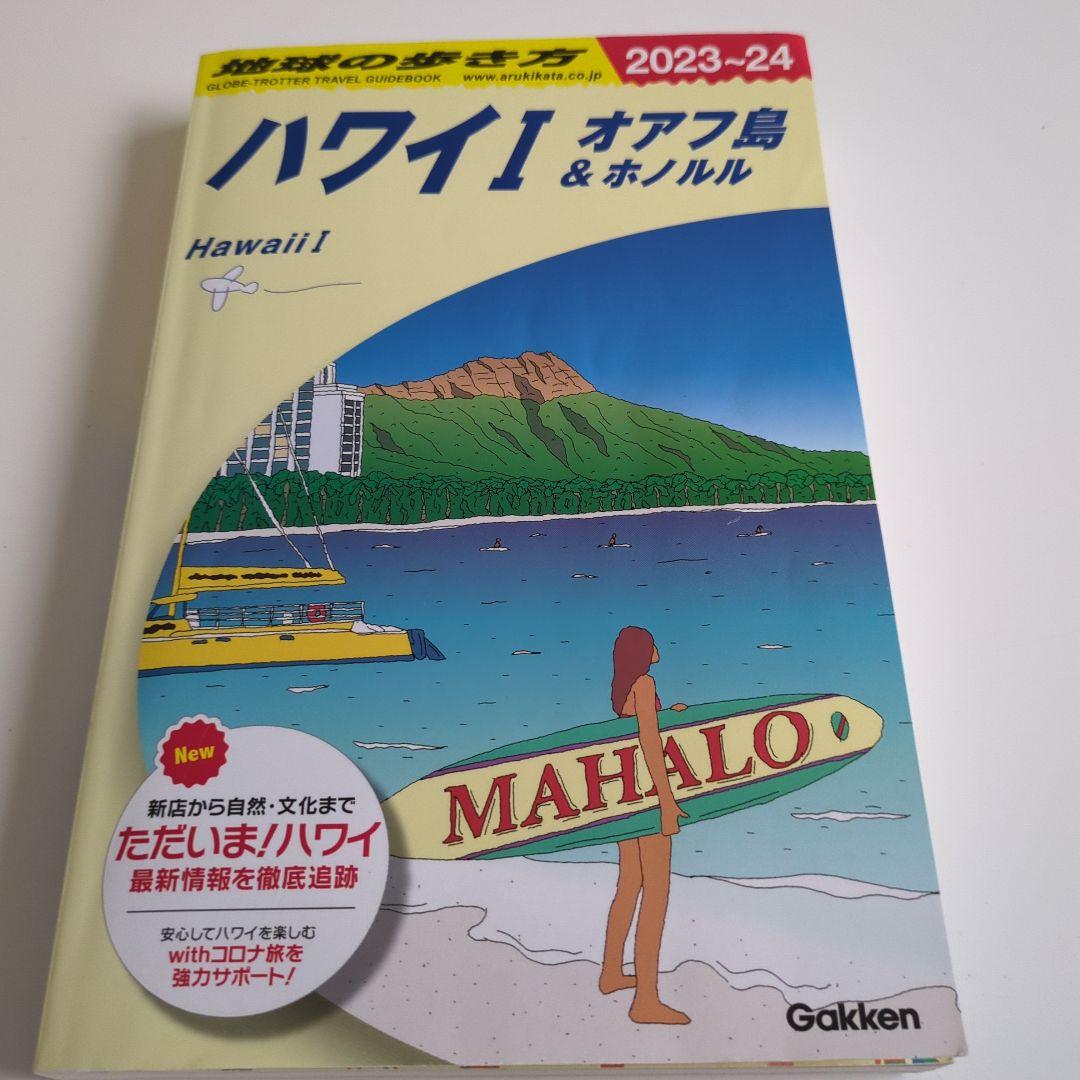 地球の歩き方
GLOBE-TROTTER TRAVEL GUIDEBOOK
www.arukikata.co.jp
2023~24
ハワイI
オアフ島
& ホノルル
Hawaii I
MAHALO
New
新店から自然・文化まで
ただいま!ハワイ
最新情報を徹底追跡
安心してハワイを楽しむ
withコロナ旅を
強力サポート!
Gakken